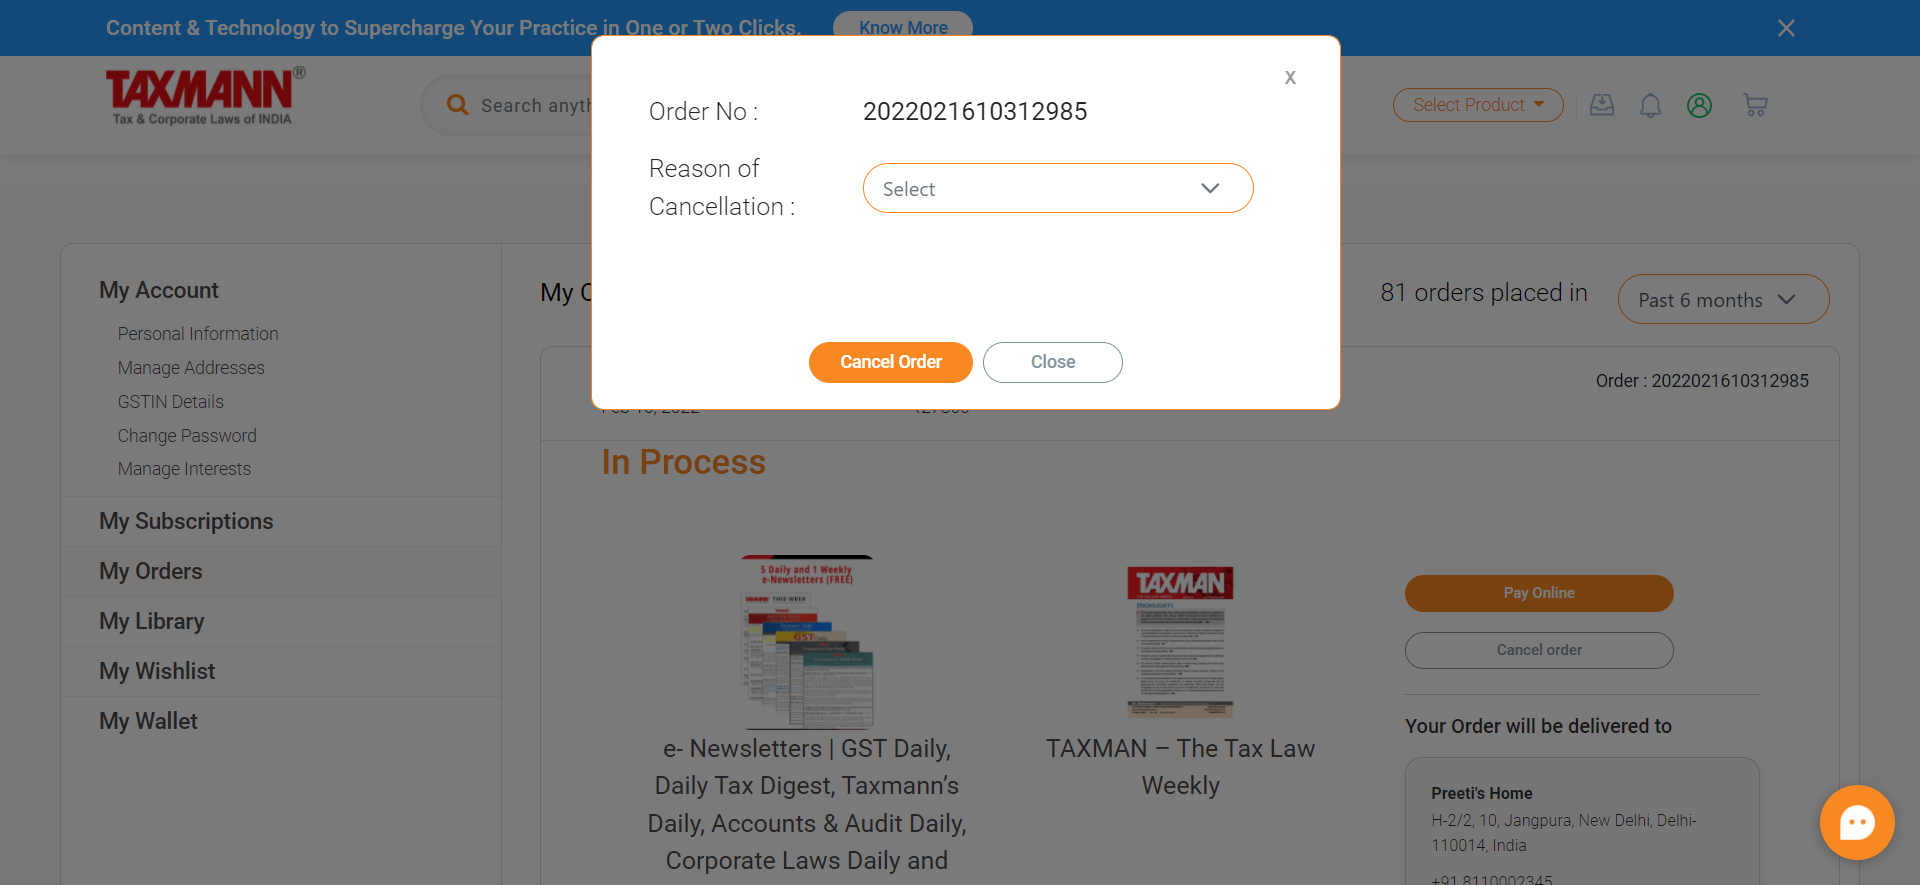 Content & Technology to Supercharge Your Practice in One or Two Clicks.
Know More
TAXMANN®
Tax & Corporate Laws of INDIA
Search anyth
Select Product
X
Order No :
2022021610312985
Reason of
Cancellation :
Select
Cancel Order
Close
My Account
Personal Information
Manage Addresses
GSTIN Details
Change Password
Manage Interests
My Subscriptions
My Orders
My Library
My Wishlist
My Wallet
My O
81 orders placed in
Past 6 months
Order : 2022021610312985
In Process
5 Daily and 1 Weekly
e-Newsletters (FREE)
THIS WEEK
GST Daily
e- Newsletters | GST Daily,
Daily Tax Digest, Taxmann’s
Daily, Accounts & Audit Daily,
Corporate Laws Daily and
TAXMAN
HIGHLIGHTS
TAXMAN – The Tax Law
Weekly
Pay Online
Cancel order
Your Order will be delivered to
Preeti's Home
H-2/2, 10, Jangpura, New Delhi, Delhi-
110014, India
+91 8110002345